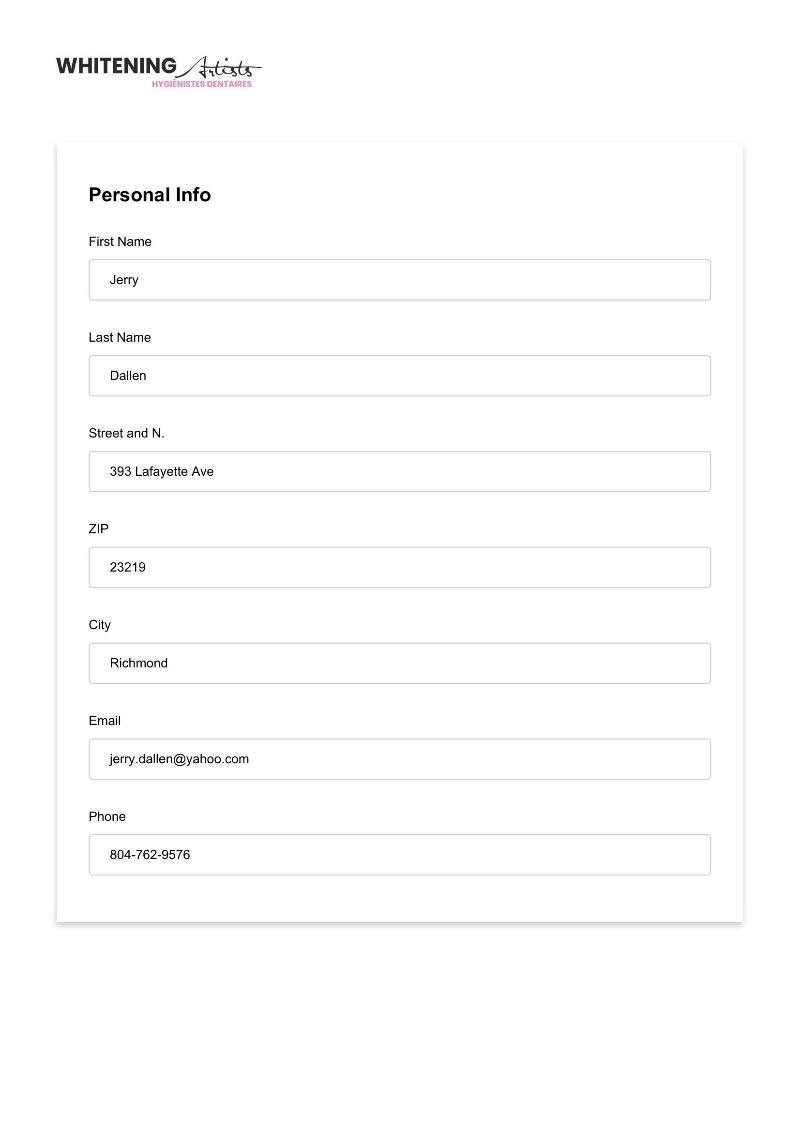 WHITENING Artists
HYGIÉNISTES DENTAIRES
Personal Info
First Name
Jerry
Last Name
Dallen
Street and N.
393 Lafayette Ave
ZIP
23219
City
Richmond
Email
jerry.dallen@yahoo.com
Phone
804-762-9576